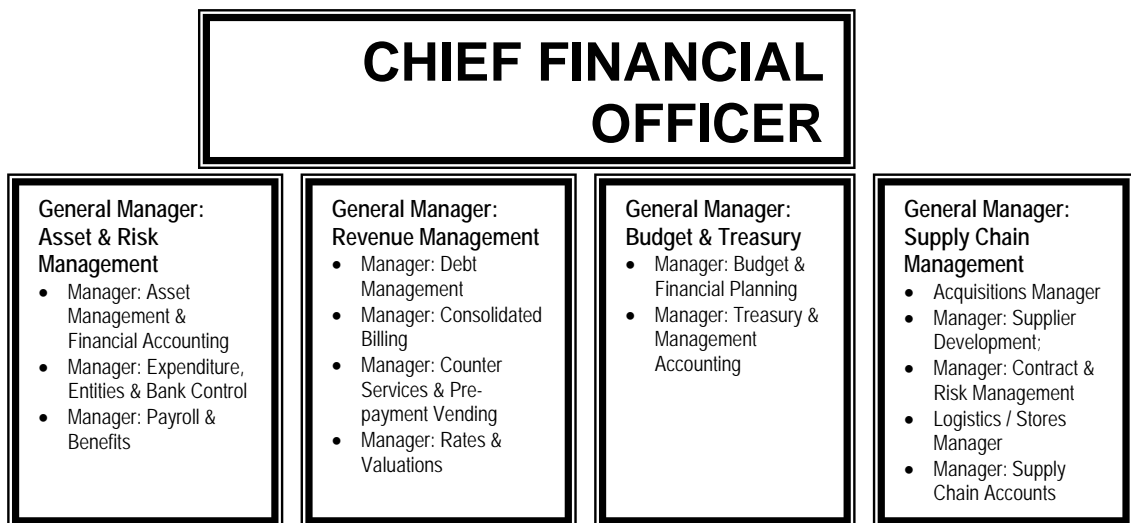 CHIEF FINANCIAL
OFFICER
General Manager:
Asset & Risk
Management
• Manager: Asset
Management &
Financial Accounting
• Manager: Expenditure,
Entities & Bank Control
• Manager: Payroll &
Benefits
General Manager:
Revenue Management
• Manager: Debt
Management
• Manager: Consolidated
Billing
• Manager: Counter
Services & Pre-
payment Vending
• Manager: Rates &
Valuations
General Manager:
Budget & Treasury
• Manager: Budget &
Financial Planning
• Manager: Treasury &
Management
Accounting
General Manager:
Supply Chain
Management
• Acquisitions Manager
• Manager: Supplier
Development;
• Manager: Contract &
Risk Management
• Logistics / Stores
Manager
• Manager: Supply
Chain Accounts